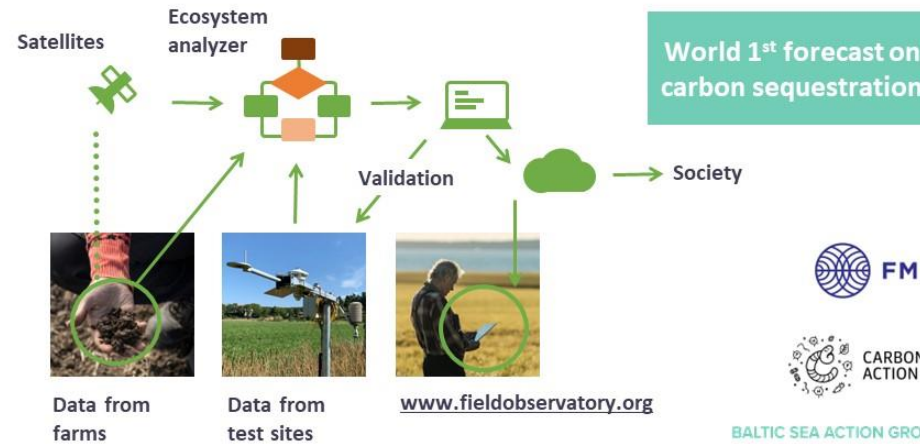 Satellites
Ecosystem
analyzer
World 1st forecast on
carbon sequestration
Validation
Society
FM
CARBON
ACTION
Data from
farms
Data from
test sites
www.fieldobservatory.org
BALTIC SEA ACTION GRO